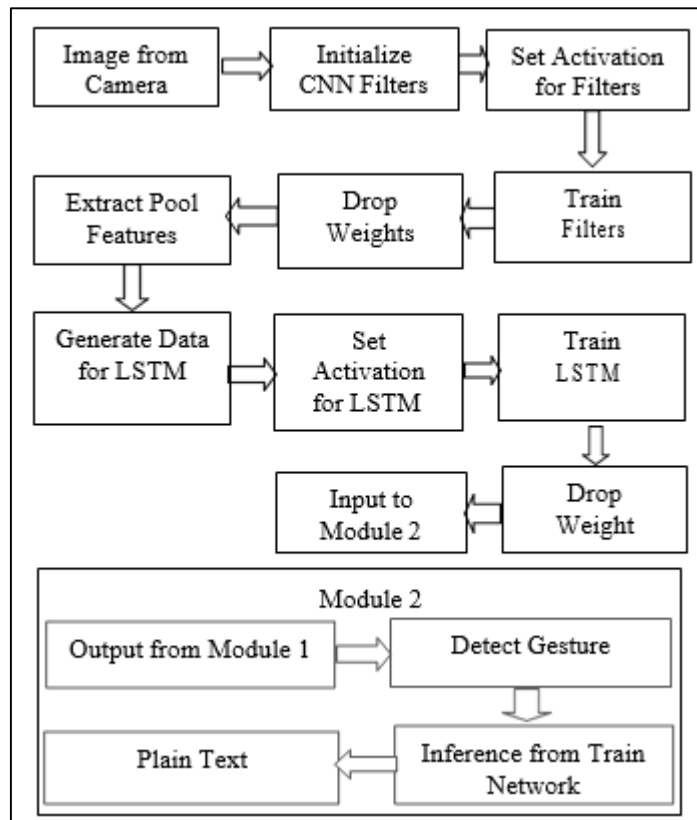 Image from
Camera
Initialize
CNN Filters
Set Activation
for Filters
Train
Filters
Drop
Weights
Extract Pool
Features
Generate Data
for LSTM
Set
Activation
for LSTM
Train
LSTM
Drop
Weight
Input to
Module 2
Module 2
Output from Module 1
Detect Gesture
Inference from Train
Network
Plain Text